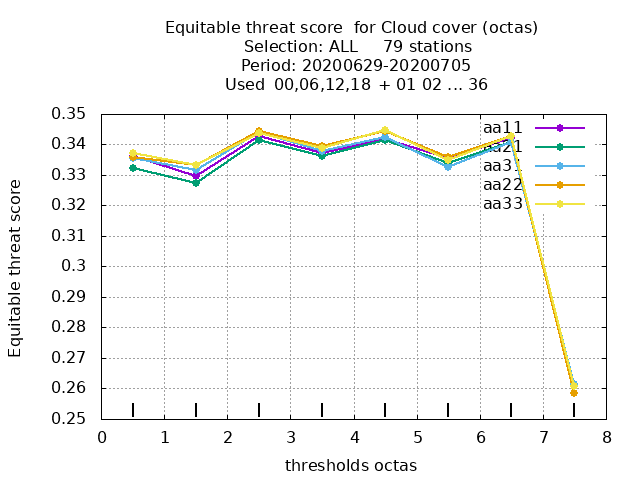 Equitable threat score  for Cloud cover (octas)
Selection: ALL     79 stations
Period: 20200629-20200705
Used  00,06,12,18 + 01 02 ... 36
0.35
0.34
0.33
0.32
0.31
0.3
0.29
0.28
0.27
0.26
0.25
Equitable threat score
aa11
aa21
aa31
aa22
aa33
0 1 2 3 4 5 6 7 8
thresholds octas